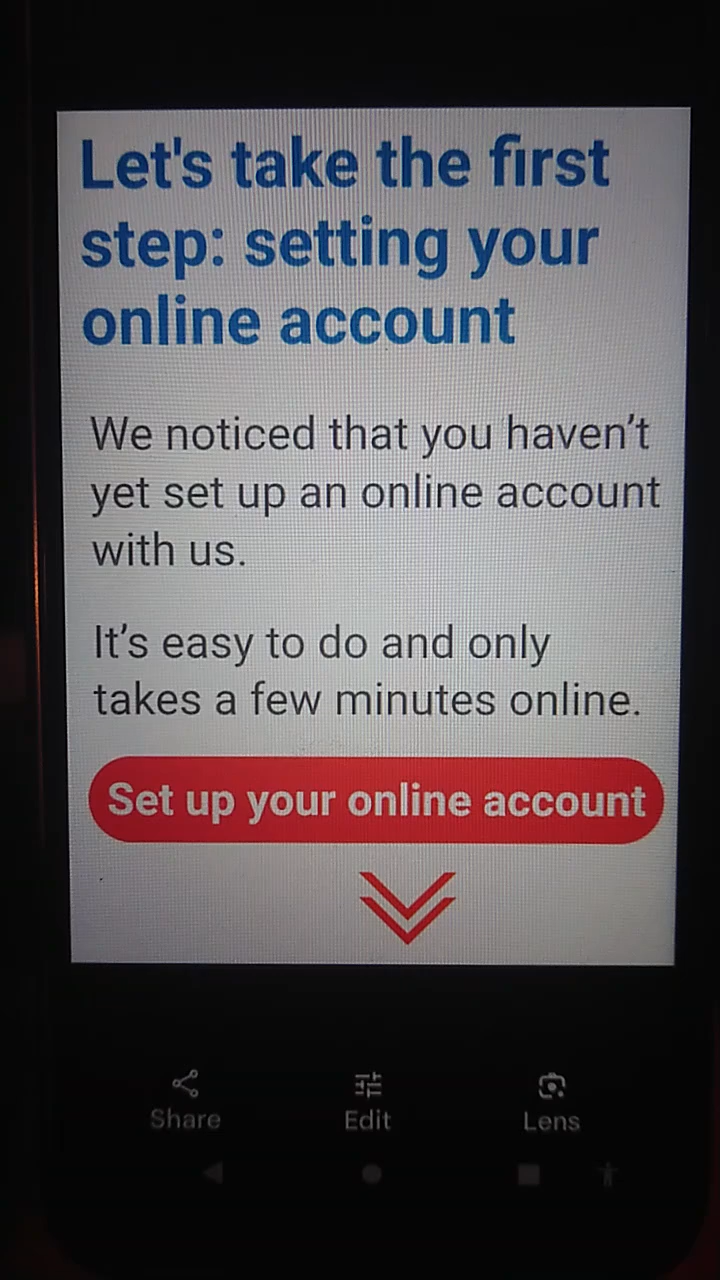 Let's take the first
step: setting your
online account
We noticed that you haven't
yet set up an online account
with us.
It's easy to do and only
takes a few minutes online.
Set up your online account
Share
Edit
Lens